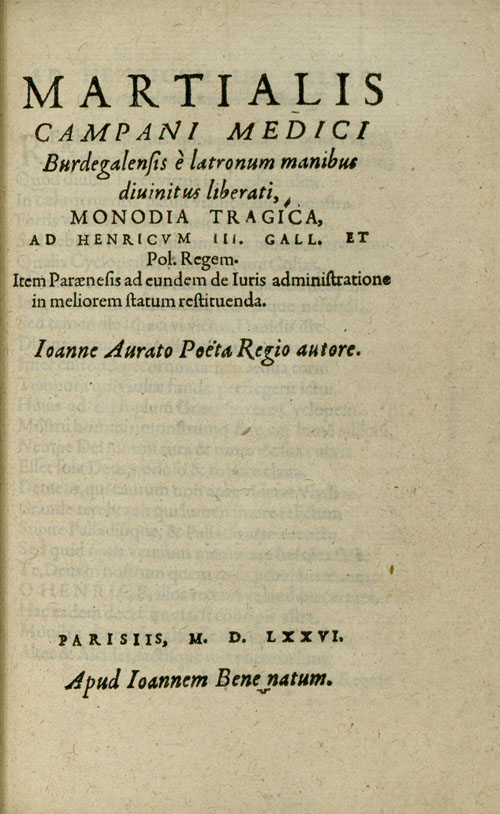 MARTIALIS
CAMPANI MEDICI
Burdegalensis è latronum manibus
diuinitus liberati,
MONODIA TRAGICA,
AD HENRICVM III. GALL. ET
Pol. Regem.
Item Parænesis ad eundem de Iuris administratione
in meliorem statum restituenda.
Ioanne Aurato Poëta Regio autore.
PARISIIS, M. D. LXXVI.
Apud Ioannem Bene natum.